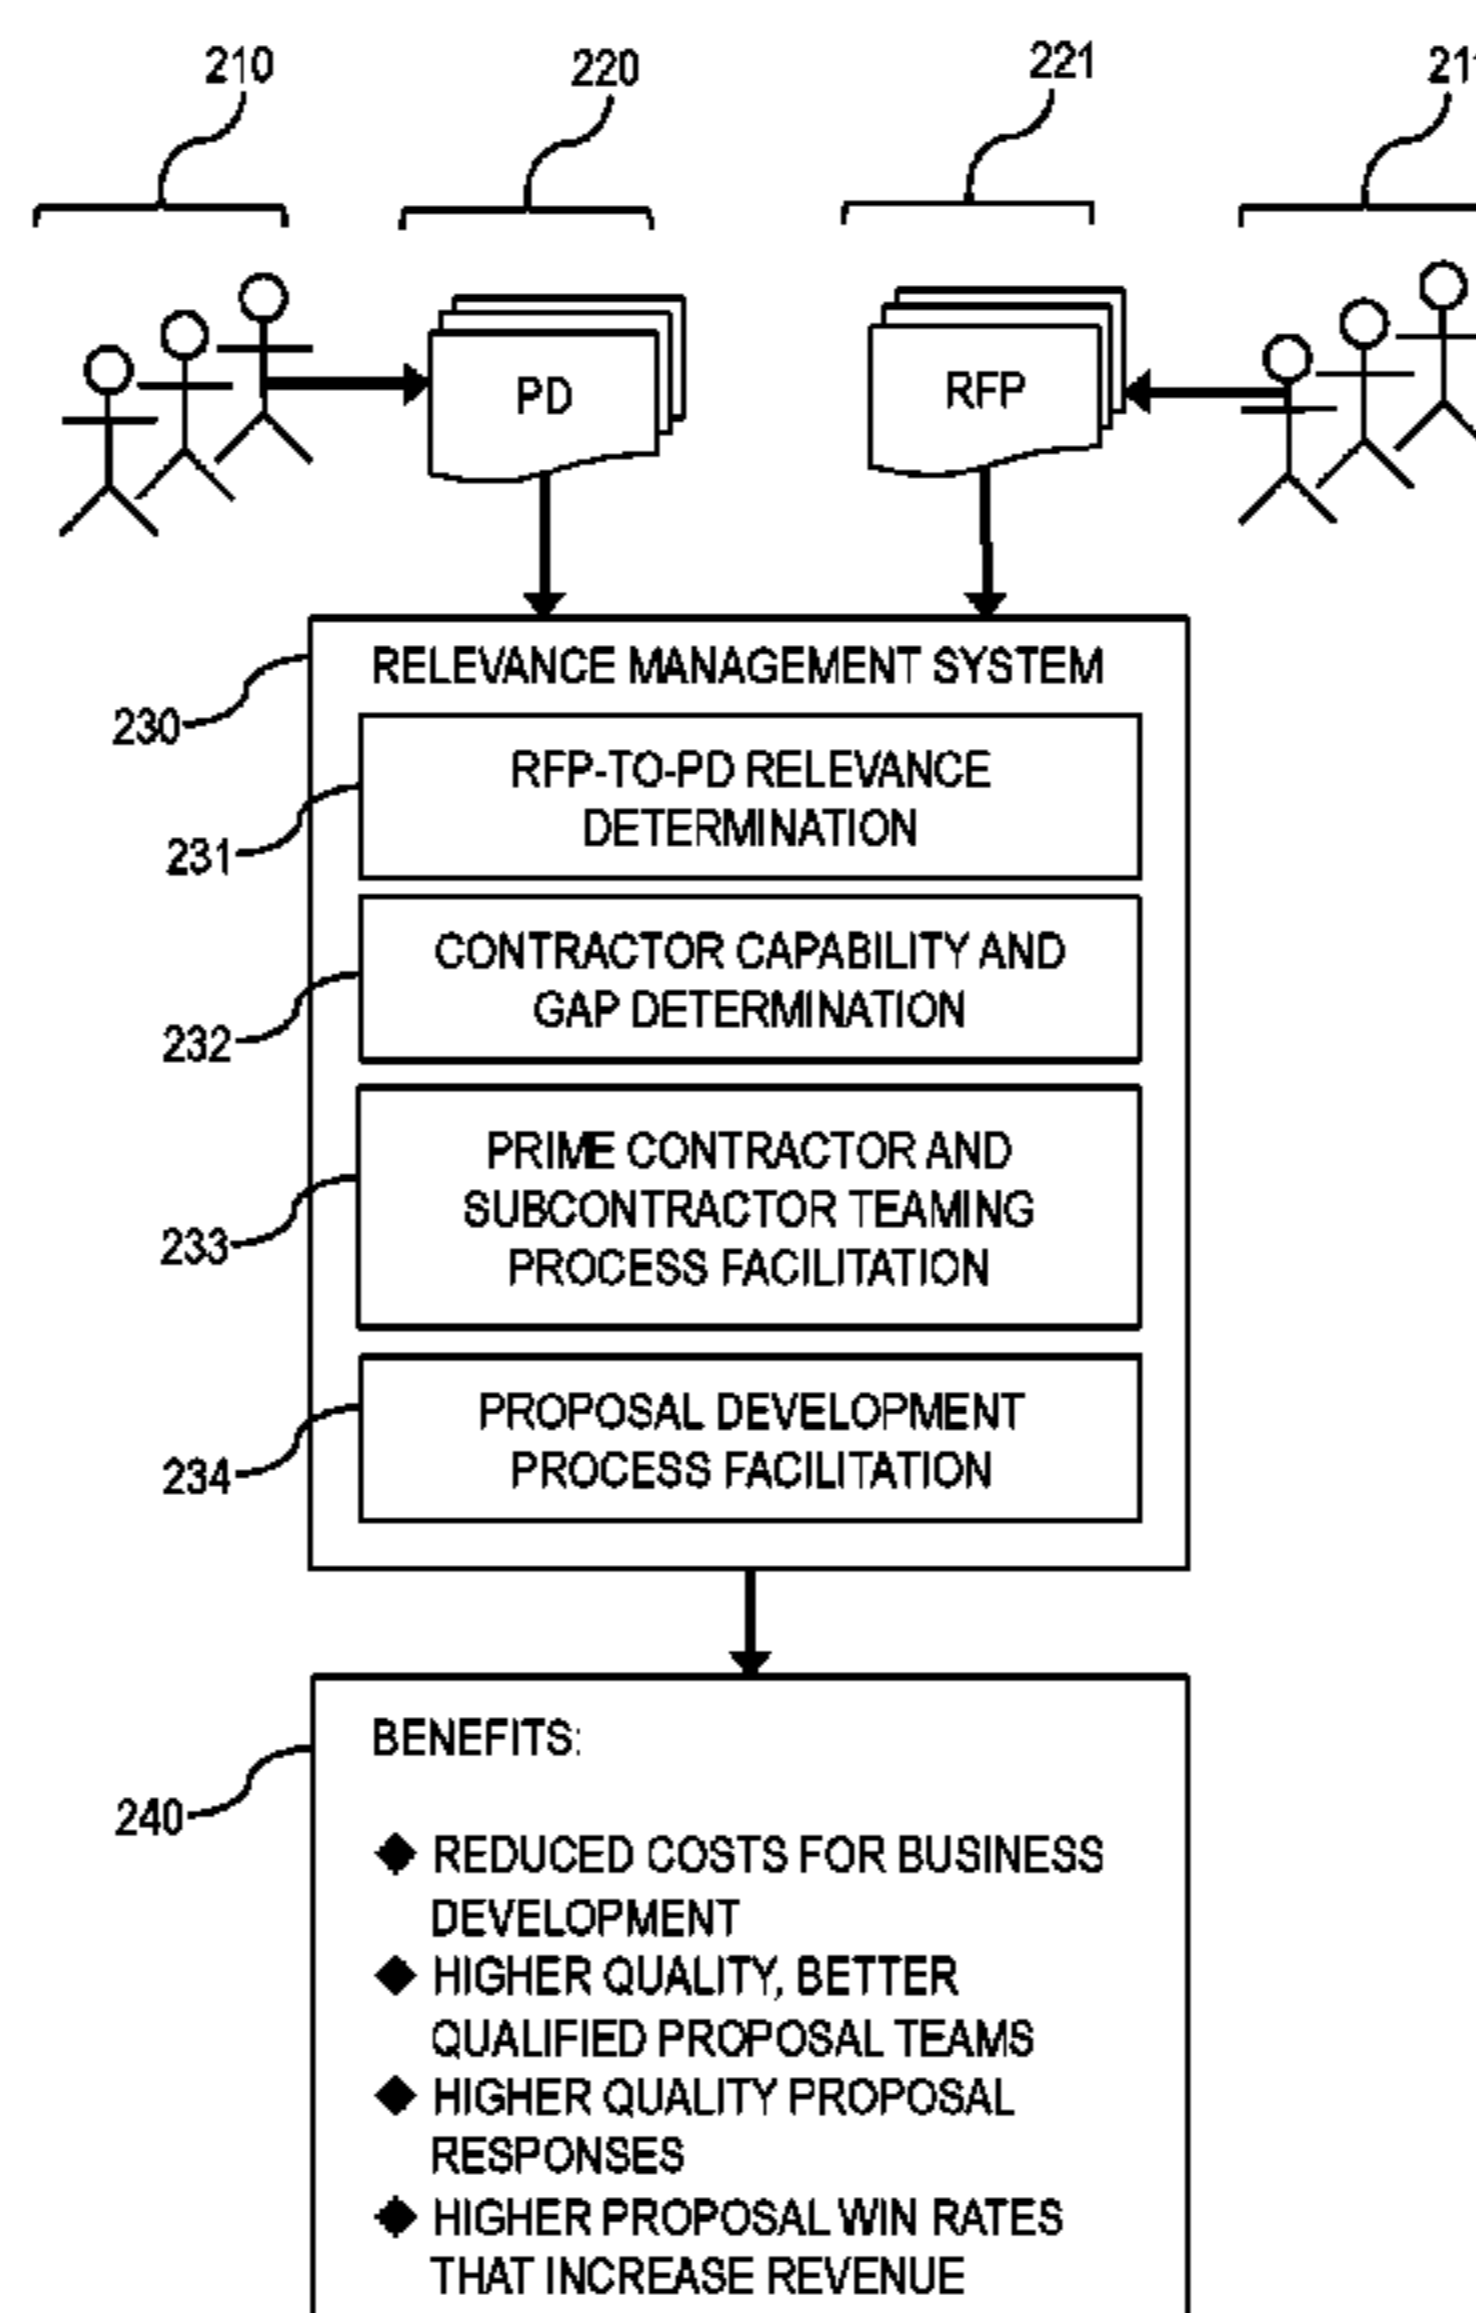 210
220
221
211
PD
RFP
RELEVANCE MANAGEMENT SYSTEM
230
RFP-TO-PD RELEVANCE
DETERMINATION
231
CONTRACTOR CAPABILITY AND
GAP DETERMINATION
232
PRIME CONTRACTOR AND
SUBCONTRACTOR TEAMING
PROCESS FACILITATION
233
PROPOSAL DEVELOPMENT
PROCESS FACILITATION
234
BENEFITS:
240
◆ REDUCED COSTS FOR BUSINESS
DEVELOPMENT
◆ HIGHER QUALITY, BETTER
QUALIFIED PROPOSAL TEAMS
◆ HIGHER QUALITY PROPOSAL
RESPONSES
◆ HIGHER PROPOSAL WIN RATES
THAT INCREASE REVENUE